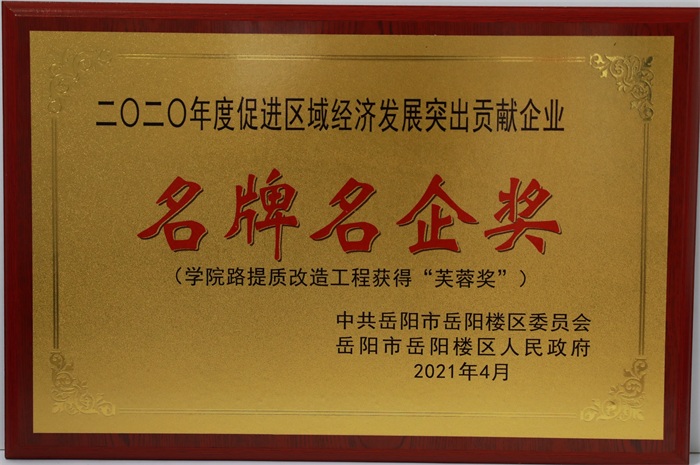 二〇二〇年度促进区域经济发展突出贡献企业
名牌名企奖
（学院路提质改造工程获得“芙蓉奖”）
中共岳阳市岳阳楼区委员会
岳阳市岳阳楼区人民政府
2021年4月